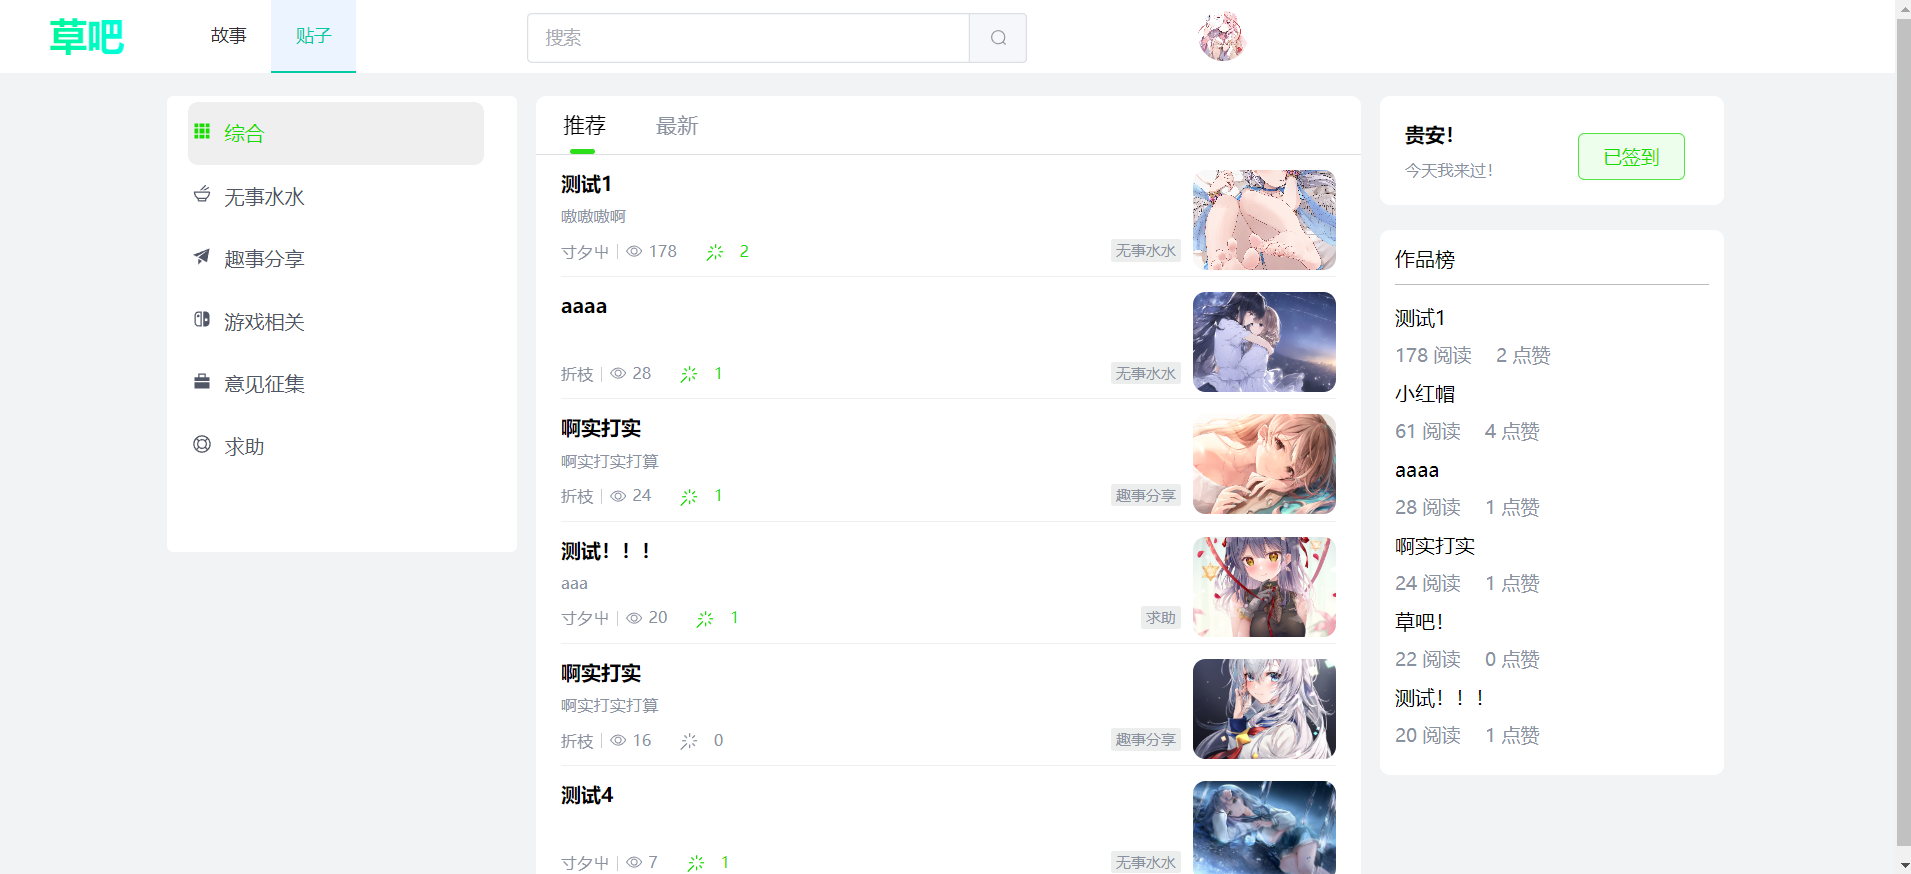 草吧
故事
贴子
搜索
综合
无事水水
趣事分享
游戏相关
意见征集
求助
推荐
最新
测试1
嗷嗷嗷啊
寸夕屮
178
2
无事水水
aaaa
折枝
28
1
无事水水
啊实打实
啊实打实打算
折枝
24
1
趣事分享
测试！！！
aaa
寸夕屮
20
1
求助
啊实打实
啊实打实打算
折枝
16
0
趣事分享
测试4
寸夕屮
7
1
无事水水
贵安!
今天我来过!
已签到
作品榜
测试1
178 阅读 2 点赞
小红帽
61 阅读 4 点赞
aaaa
28 阅读 1 点赞
啊实打实
24 阅读 1 点赞
草吧!
22 阅读 0 点赞
测试！！！
20 阅读 1 点赞